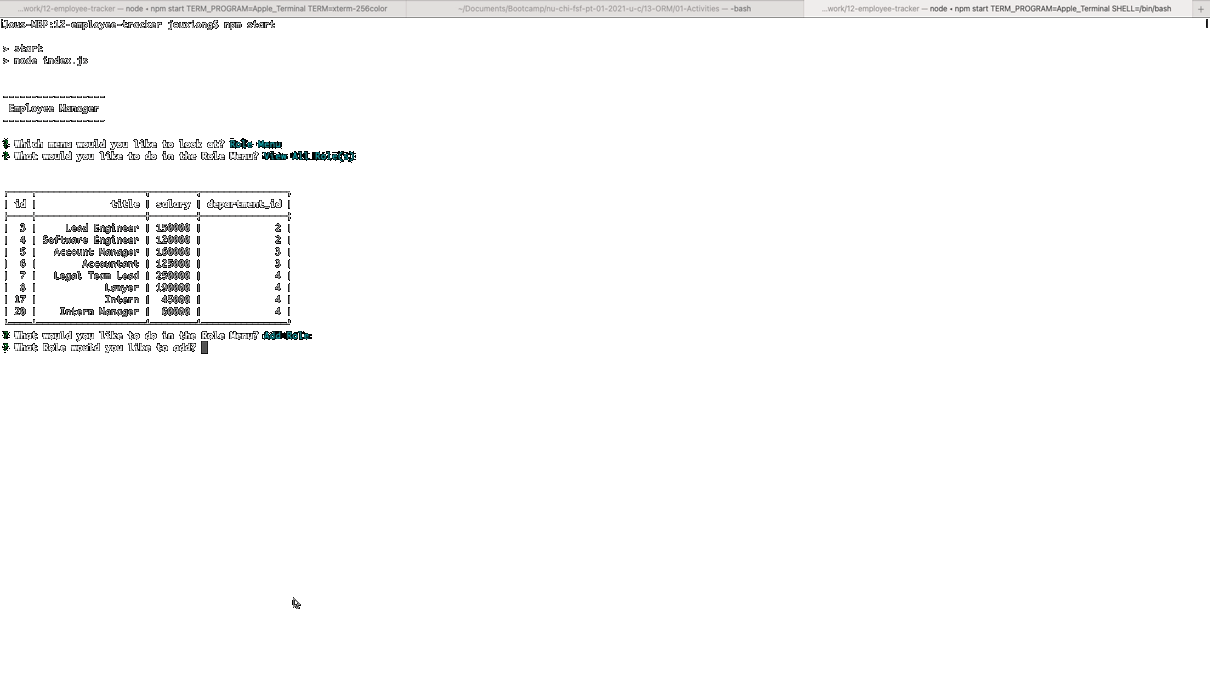 ...work/12-employee-tracker — node • npm start TERM_PROGRAM=Apple_Terminal TERM=xterm-256color
~/Documents/Bootcamp/nu-chi-fsf-pt-01-2021-u-c/13-ORM/01-Activities — -bash
...work/12-employee-tracker — node • npm start TERM_PROGRAM=Apple_Terminal SHELL=/bin/bash
+
Jous-MBP:12-employee-tracker jouxiong$ npm start
> start
> node index.js
-----------------
Employee Manager
-----------------
? Which menu would you like to look at? Role Menu
? What would you like to do in the Role Menu? View All Role(s)
| id | title | salary | department_id |
| 3 | Lead Engineer | 150000 | 2 |
| 4 | Software Engineer | 120000 | 2 |
| 5 | Account Manager | 160000 | 3 |
| 6 | Accountant | 125000 | 3 |
| 7 | Legal Team Lead | 250000 | 4 |
| 8 | Lawyer | 190000 | 4 |
| 17 | Intern | 45000 | 4 |
| 20 | Intern Manager | 60000 | 4 |
? What would you like to do in the Role Menu? Add Role
? What Role would you like to add?